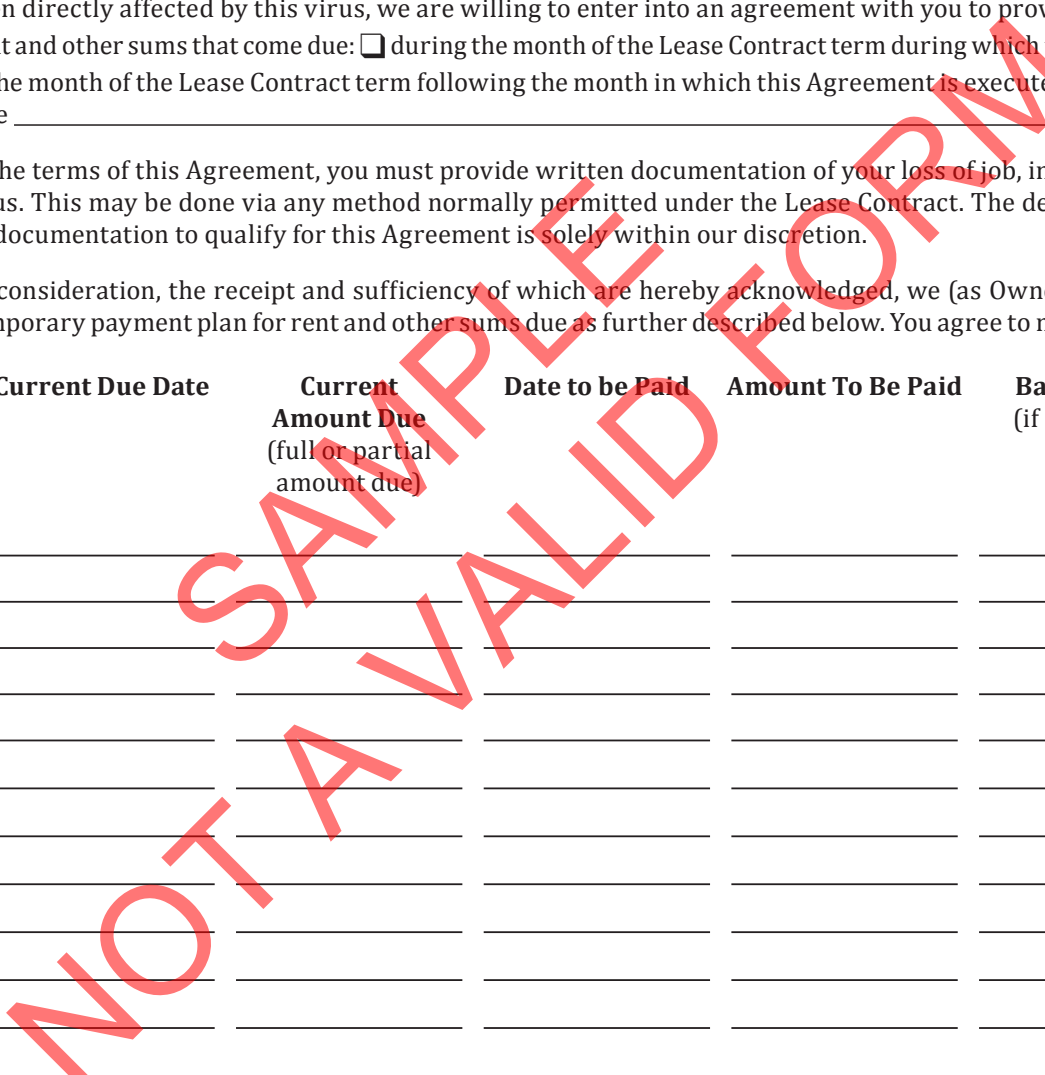 n directly affected by this virus, we are willing to enter into an agreement with you to prov
t and other sums that come due: ❑ during the month of the Lease Contract term during which
he month of the Lease Contract term following the month in which this Agreement is execute
e
he terms of this Agreement, you must provide written documentation of your loss of job, in
us. This may be done via any method normally permitted under the Lease Contract. The de
documentation to qualify for this Agreement is solely within our discretion.
consideration, the receipt and sufficiency of which are hereby acknowledged, we (as Owne
mporary payment plan for rent and other sums due as further described below. You agree to m
Current Due Date Current Date to be Paid Amount To Be Paid Ba
Amount Due (if
(full or partial
amount due)
SAMPLE
NOT A VALID FORM